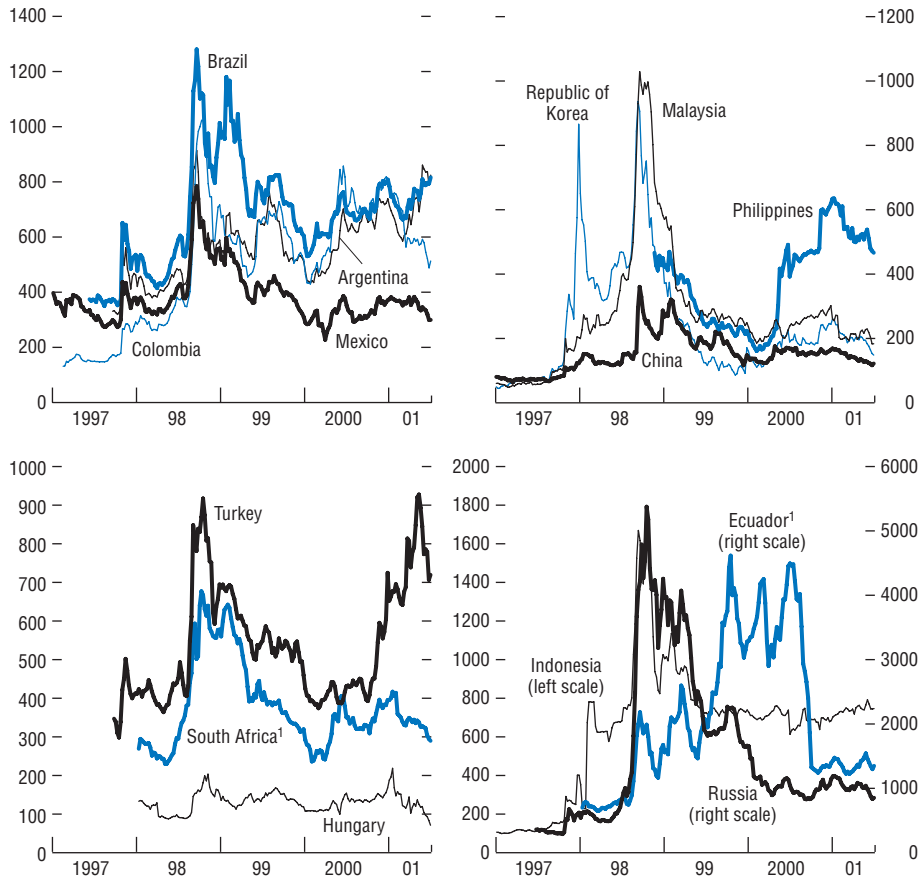 1400
1200
1000
800
600
400
200
0
Brazil
Argentina
Mexico
Colombia
1997 98 99 2000 01
1200
1000
800
600
400
200
0
Republic of
Korea
Malaysia
Philippines
China
1997 98 99 2000 01
1000
900
800
700
600
500
400
300
200
100
0
Turkey
South Africa1
Hungary
1997 98 99 2000 01
2000
1800
1600
1400
1200
1000
800
600
400
200
0
6000
5000
4000
3000
2000
1000
0
Ecuador1
(right scale)
Indonesia
(left scale)
Russia
(right scale)
1997 98 99 2000 01